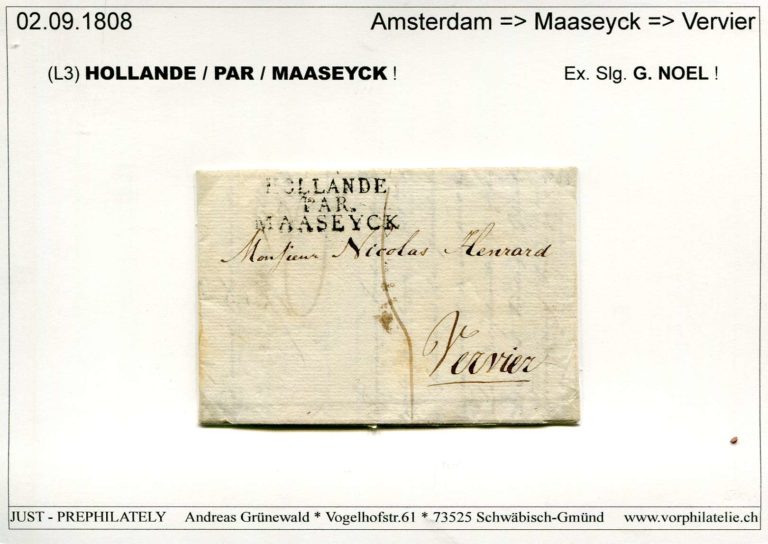 02.09.1808 Amsterdam => Maaseyck => Vervier
(L3) HOLLANDE / PAR / MAASEYCK ! Ex. Slg. G. NOEL !
HOLLANDE
PAR.
MAASEYCK
Monsieur Nicolas Henrard
Vervier
JUST - PREPHILATELY Andreas Grünewald * Vogelhofstr.61 * 73525 Schwäbisch-Gmünd www.vorphilatelie.ch